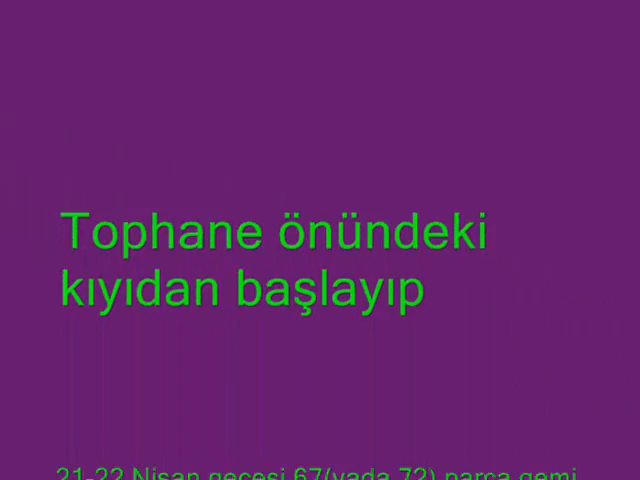 Tophane önündeki
kıyıdan başlayıp
21-22 Nisan gecesi 67(yada 72) parça gemi